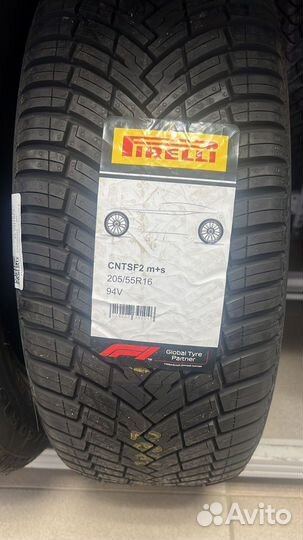 PIRELLI
CNTSF2 m+s
205/55R16
94V
F1
Global Tyre
Partner
Avito